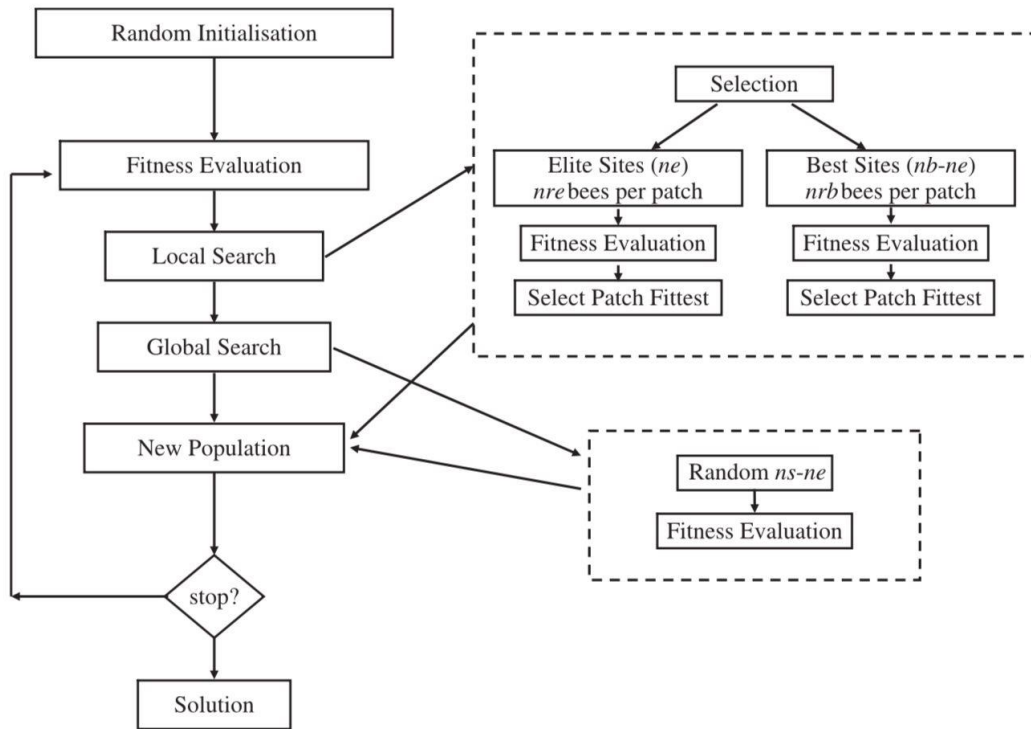 Random Initialisation
Fitness Evaluation
Local Search
Global Search
New Population
stop?
Solution
Selection
Elite Sites (ne)
nre bees per patch
Fitness Evaluation
Select Patch Fittest
Best Sites (nb-ne)
nrb bees per patch
Fitness Evaluation
Select Patch Fittest
Random ns-ne
Fitness Evaluation